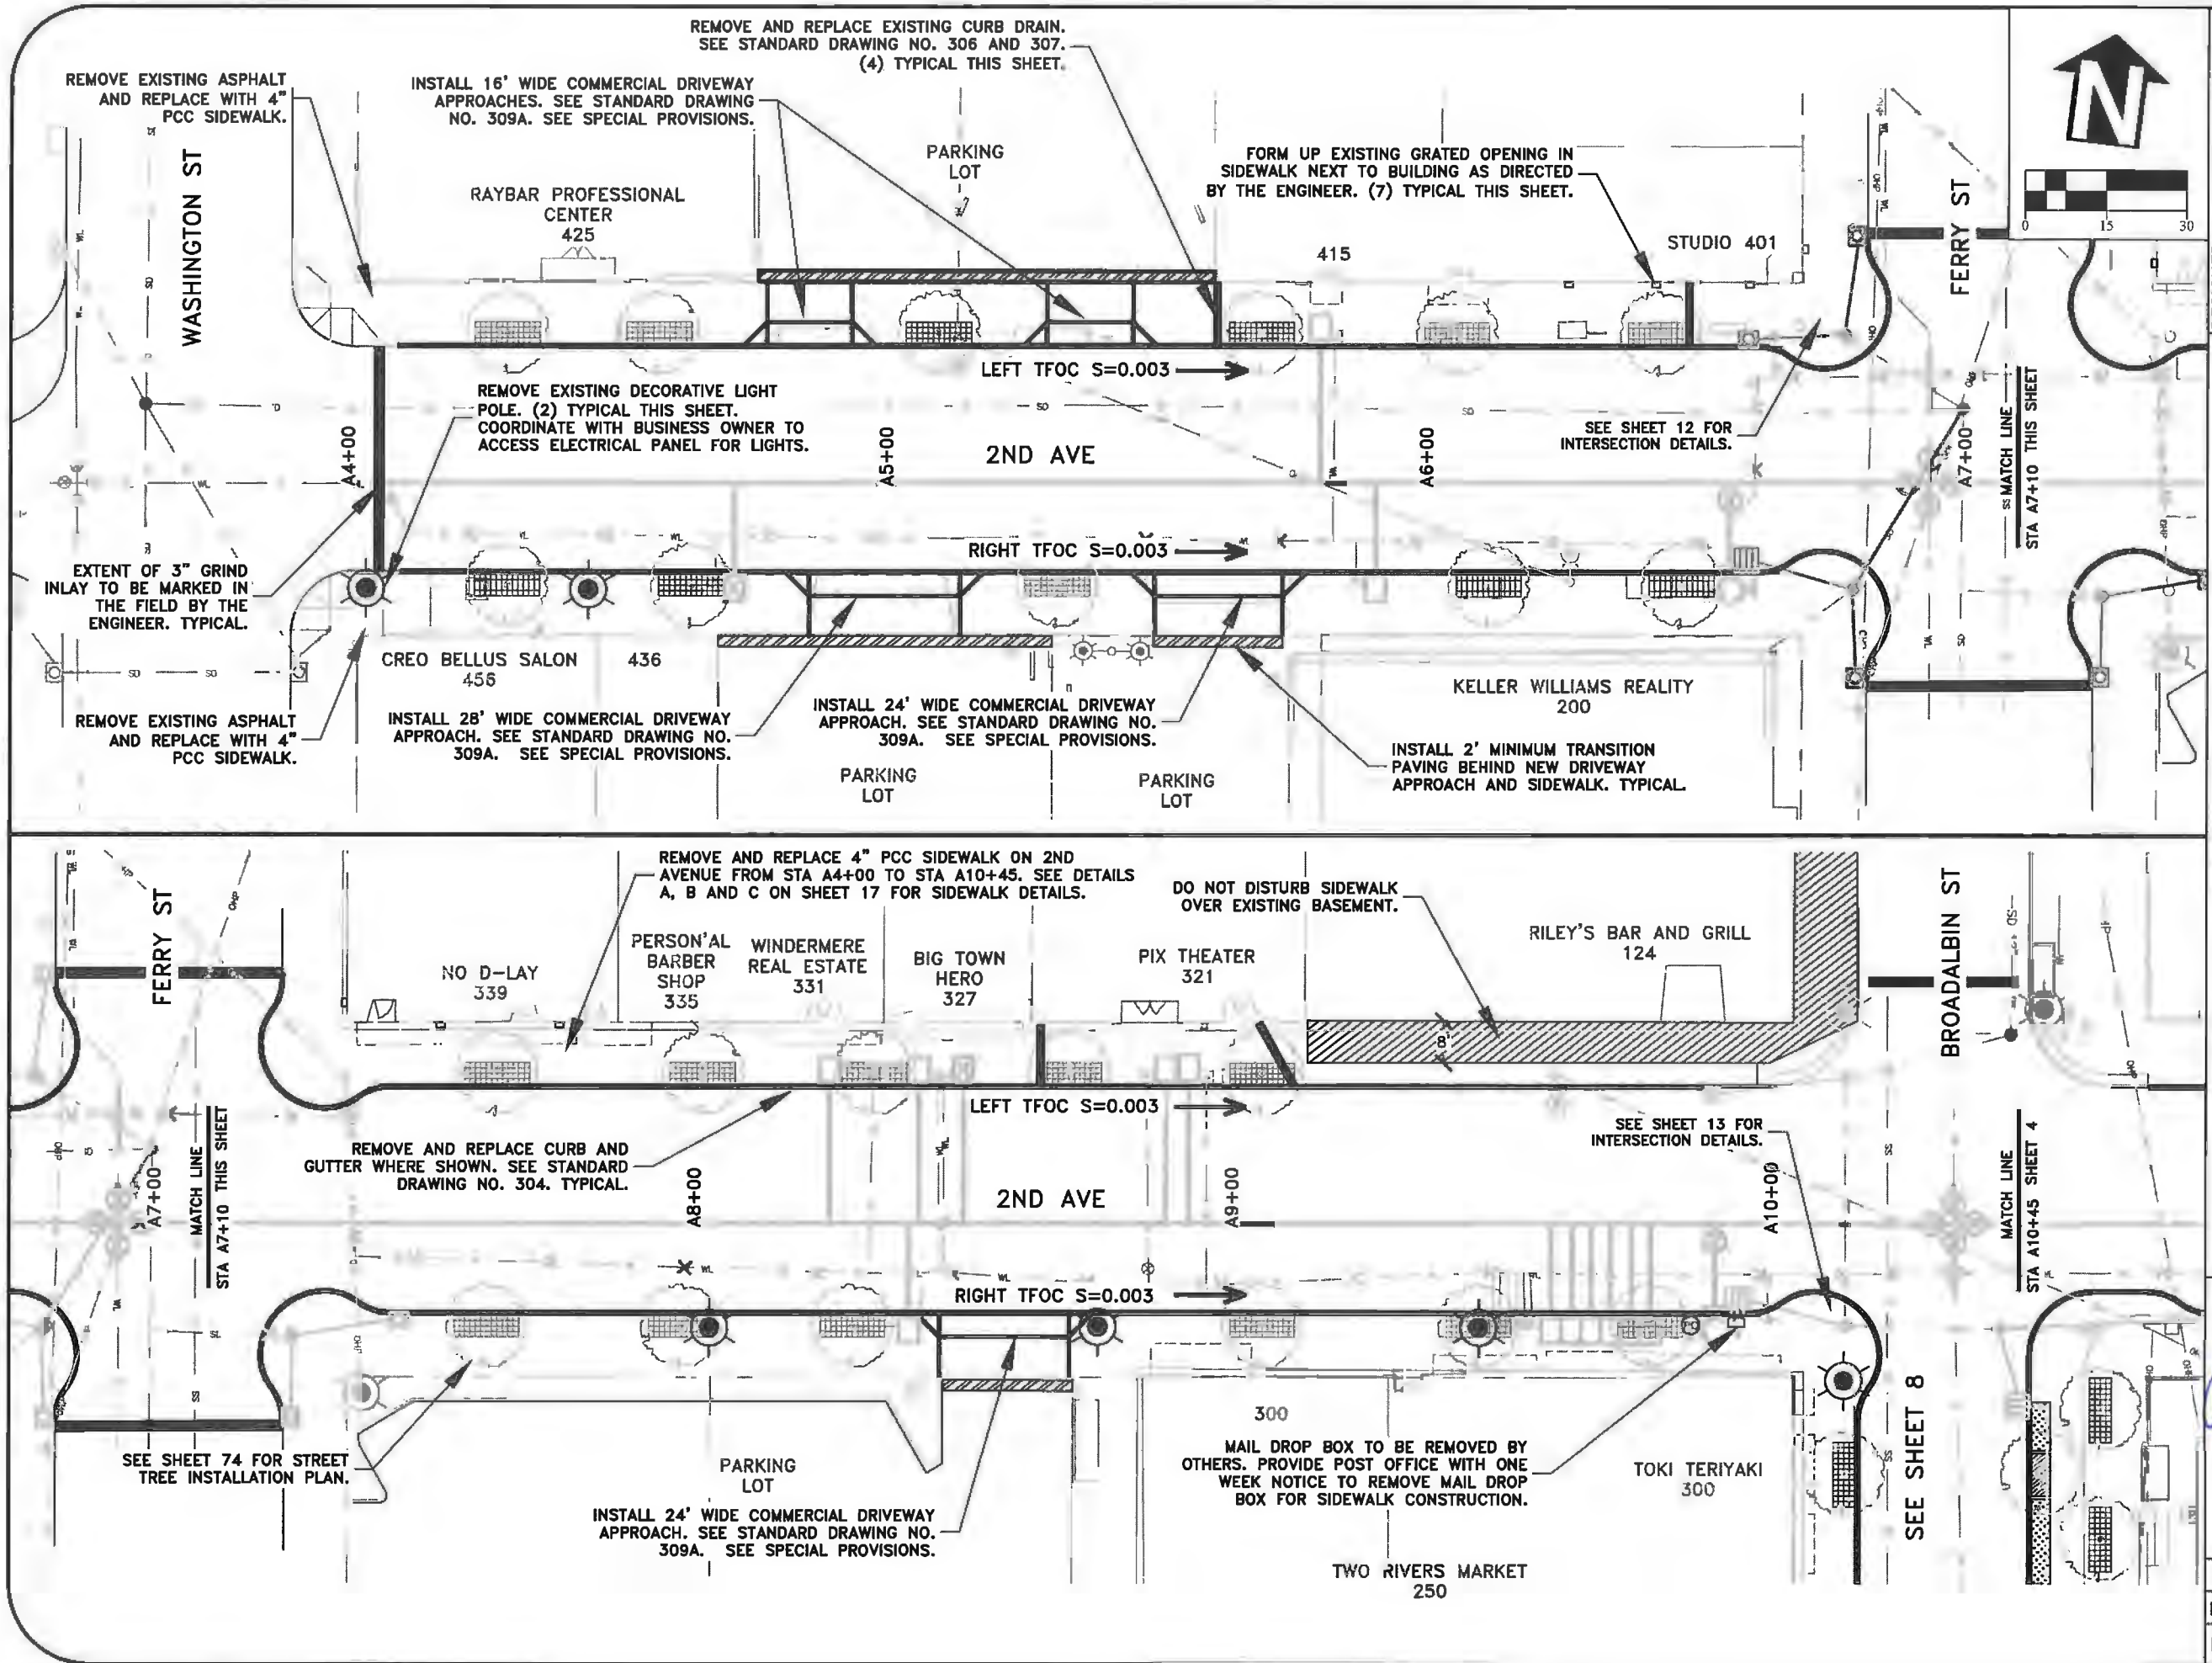 REMOVE AND REPLACE EXISTING CURB DRAIN.
SEE STANDARD DRAWING NO. 306 AND 307.
(4) TYPICAL THIS SHEET.
REMOVE EXISTING ASPHALT
AND REPLACE WITH 4"
PCC SIDEWALK.
INSTALL 16' WIDE COMMERCIAL DRIVEWAY
APPROACHES. SEE STANDARD DRAWING
NO. 309A. SEE SPECIAL PROVISIONS.
N
0 15 30
WASHINGTON ST
RAYBAR PROFESSIONAL
CENTER
425
PARKING
LOT
FORM UP EXISTING GRATED OPENING IN
SIDEWALK NEXT TO BUILDING AS DIRECTED
BY THE ENGINEER. (7) TYPICAL THIS SHEET.
415
STUDIO 401
FERRY ST
LEFT TFOC S=0.003
REMOVE EXISTING DECORATIVE LIGHT
POLE. (2) TYPICAL THIS SHEET.
COORDINATE WITH BUSINESS OWNER TO
ACCESS ELECTRICAL PANEL FOR LIGHTS.
SEE SHEET 12 FOR
INTERSECTION DETAILS.
A4+00
A5+00
2ND AVE
A6+00
A7+00
MATCH LINE
STA A7+10 THIS SHEET
RIGHT TFOC S=0.003
EXTENT OF 3" GRIND
INLAY TO BE MARKED IN
THE FIELD BY THE
ENGINEER. TYPICAL.
CREO BELLUS SALON
456
436
REMOVE EXISTING ASPHALT
AND REPLACE WITH 4"
PCC SIDEWALK.
INSTALL 28' WIDE COMMERCIAL DRIVEWAY
APPROACH. SEE STANDARD DRAWING NO.
309A. SEE SPECIAL PROVISIONS.
INSTALL 24' WIDE COMMERCIAL DRIVEWAY
APPROACH. SEE STANDARD DRAWING NO.
309A. SEE SPECIAL PROVISIONS.
KELLER WILLIAMS REALITY
200
INSTALL 2' MINIMUM TRANSITION
PAVING BEHIND NEW DRIVEWAY
APPROACH AND SIDEWALK. TYPICAL.
PARKING
LOT
PARKING
LOT
REMOVE AND REPLACE 4" PCC SIDEWALK ON 2ND
AVENUE FROM STA A4+00 TO STA A10+45. SEE DETAILS
A, B AND C ON SHEET 17 FOR SIDEWALK DETAILS.
DO NOT DISTURB SIDEWALK
OVER EXISTING BASEMENT.
FERRY ST
NO D-LAY
339
PERSON'AL
BARBER
SHOP
335
WINDERMERE
REAL ESTATE
331
BIG TOWN
HERO
327
PIX THEATER
321
RILEY'S BAR AND GRILL
124
BROADALBIN ST
8'
LEFT TFOC S=0.003
REMOVE AND REPLACE CURB AND
GUTTER WHERE SHOWN. SEE STANDARD
DRAWING NO. 304. TYPICAL.
SEE SHEET 13 FOR
INTERSECTION DETAILS.
A7+00
MATCH LINE
STA A7+10 THIS SHEET
A8+00
2ND AVE
A9+00
A10+00
MATCH LINE
STA A10+45 SHEET 4
RIGHT TFOC S=0.003
SEE SHEET 74 FOR STREET
TREE INSTALLATION PLAN.
PARKING
LOT
INSTALL 24' WIDE COMMERCIAL DRIVEWAY
APPROACH. SEE STANDARD DRAWING NO.
309A. SEE SPECIAL PROVISIONS.
300
MAIL DROP BOX TO BE REMOVED BY
OTHERS. PROVIDE POST OFFICE WITH ONE
WEEK NOTICE TO REMOVE MAIL DROP
BOX FOR SIDEWALK CONSTRUCTION.
TOKI TERIYAKI
300
TWO RIVERS MARKET
250
SEE SHEET 8